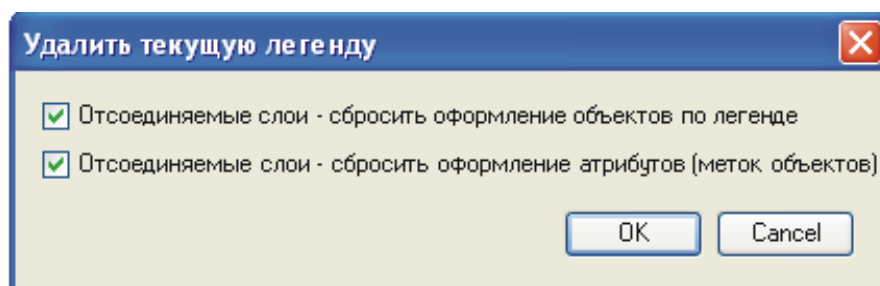 Удалить текущую легенду
Отсоединяемые слои - сбросить оформление объектов по легенде
Отсоединяемые слои - сбросить оформление атрибутов (меток объектов)
OK Cancel